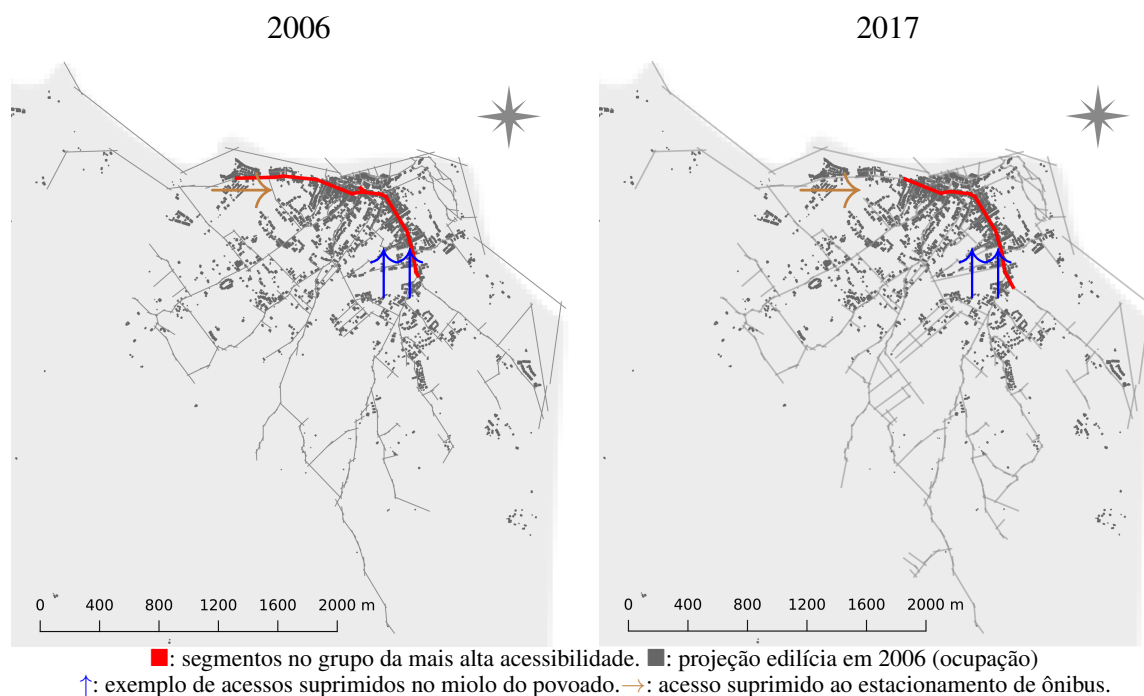 2006 2017
0 400 800 1200 1600 2000 m 0 400 800 1200 1600 2000 m
■: segmentos no grupo da mais alta acessibilidade. ■: projeção edilícia em 2006 (ocupação)
↑: exemplo de acessos suprimidos no miolo do povoado. →: acesso suprimido ao estacionamento de ônibus.